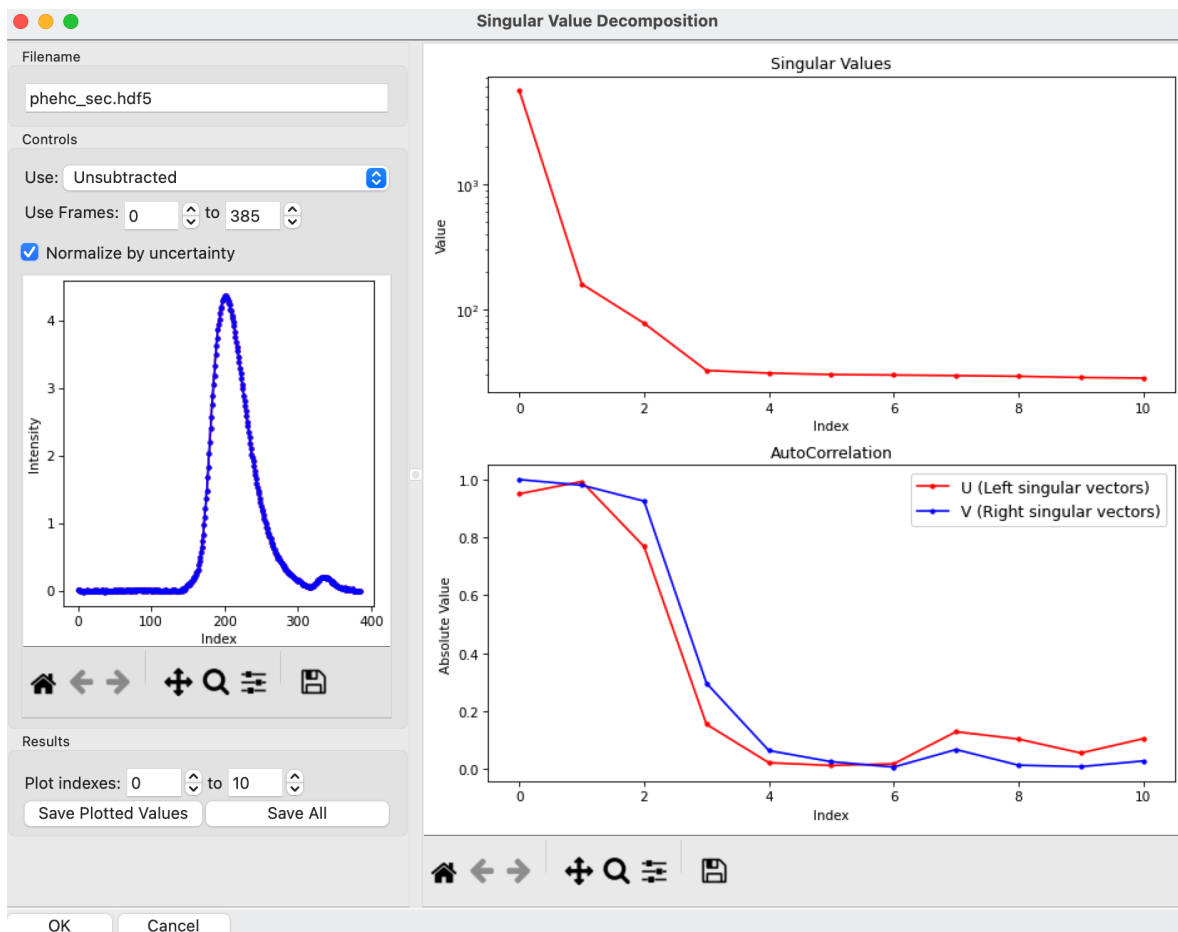 Singular Value Decomposition
Filename
phehc_sec.hdf5
Controls
Use: Unsubtracted
Use Frames: 0 to 385
Normalize by uncertainty
4
3
2
1
0
Intensity
0 100 200 300 400
Index
Results
Plot indexes: 0 to 10
Save Plotted Values Save All
Singular Values
10³
10²
Value
0 2 4 6 8 10
Index
AutoCorrelation
U (Left singular vectors)
V (Right singular vectors)
1.0
0.8
0.6
0.4
0.2
0.0
Absolute Value
0 2 4 6 8 10
Index
OK Cancel